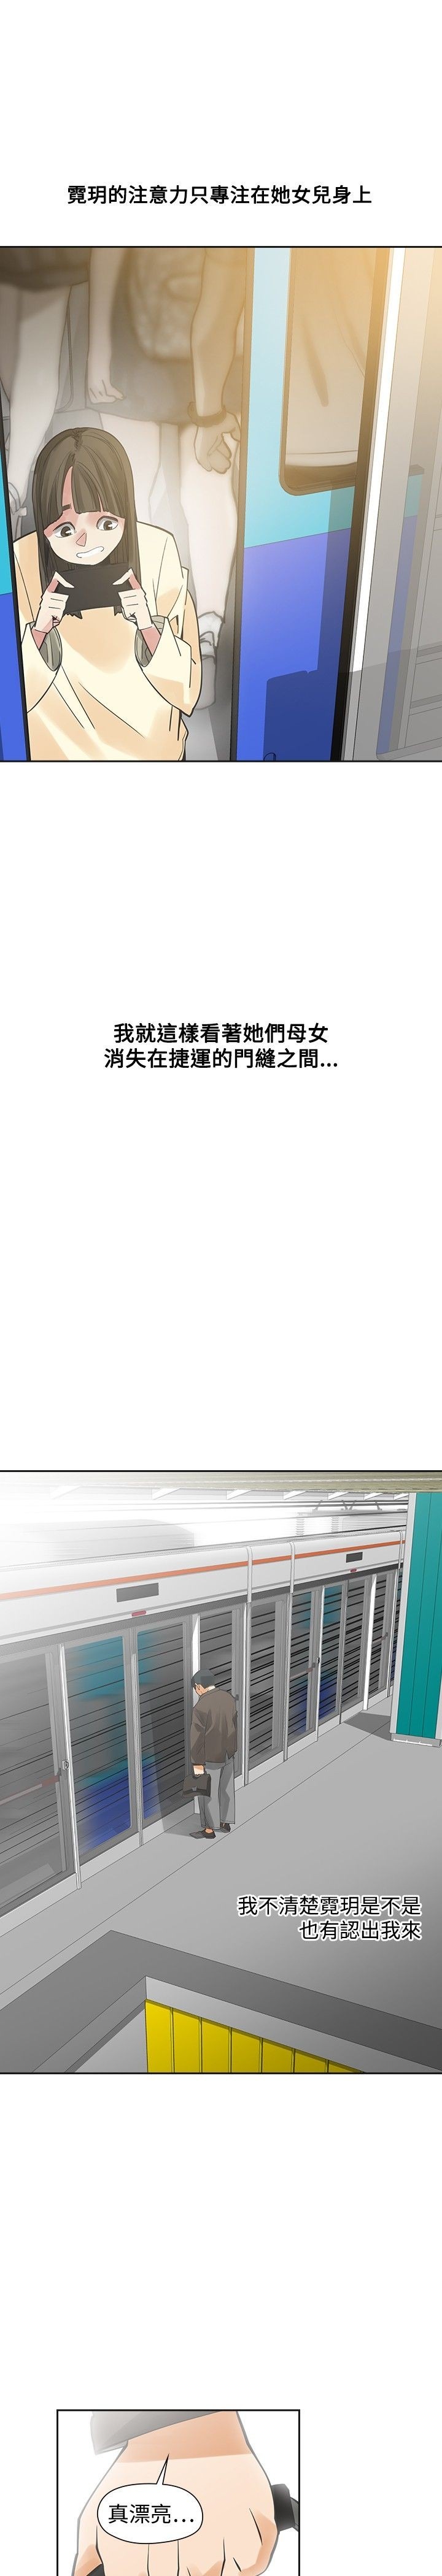 霓玥的注意力只專注在她女兒身上
我就這樣看著她們母女
消失在捷運的門縫之間...
我不清楚霓玥是不是
也有認出我來
真漂亮...